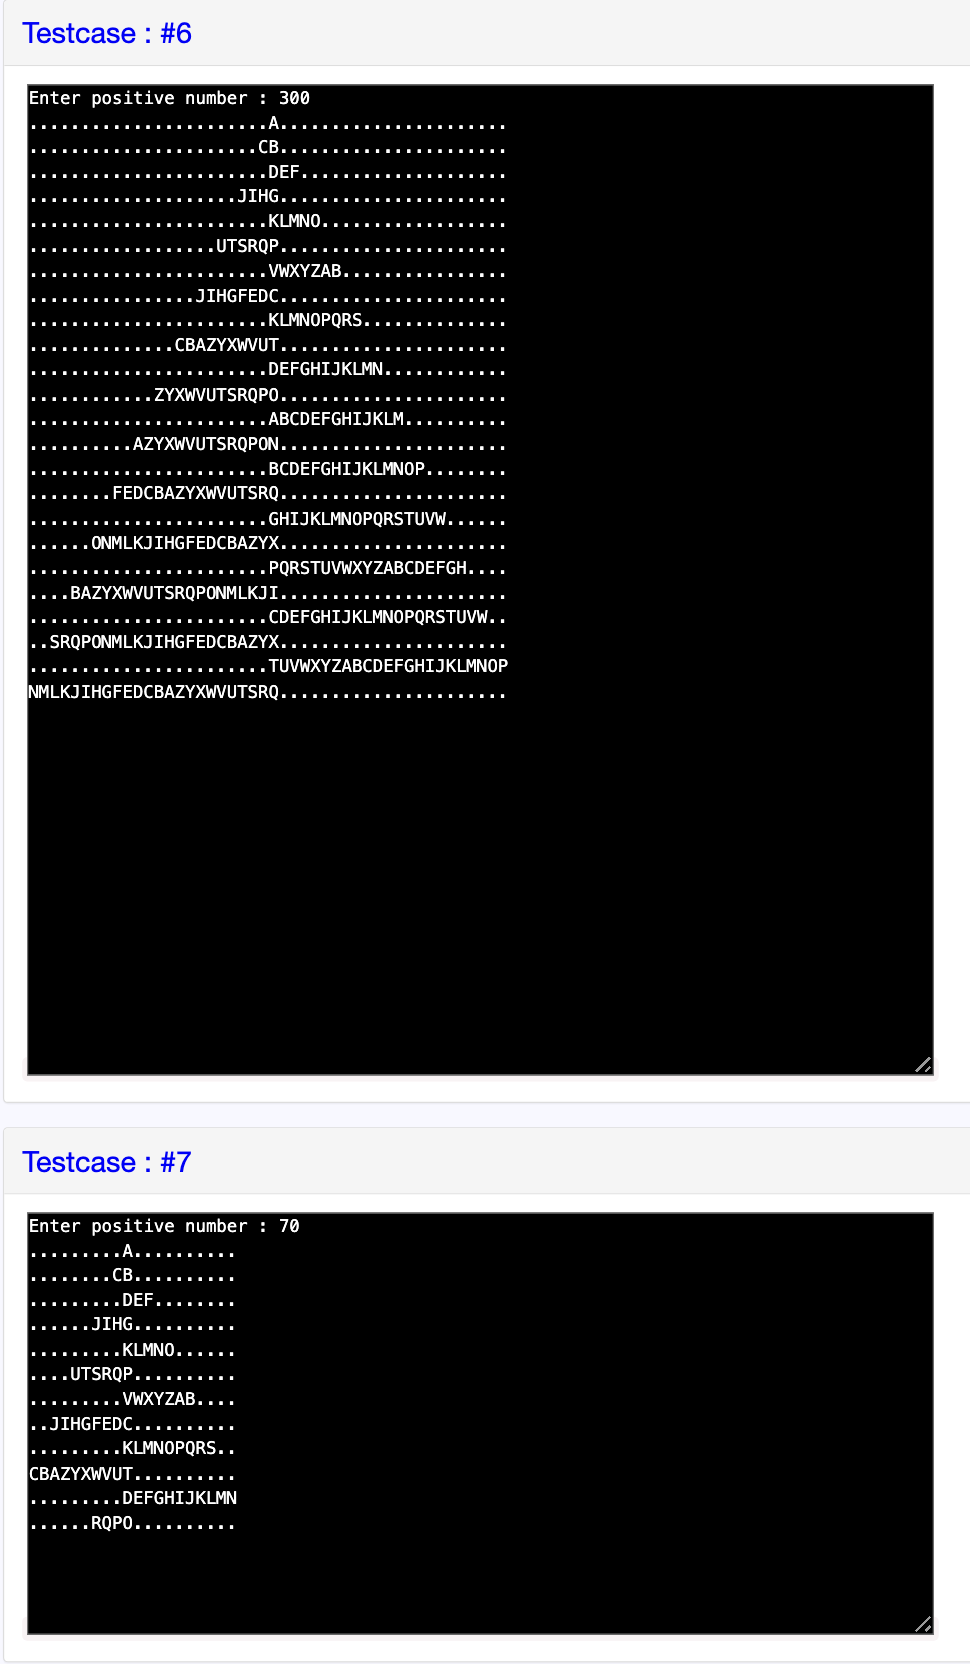 Testcase : #6
Enter positive number : 300
.......................A......................
......................CB......................
.......................DEF....................
....................JIHG......................
.......................KLMNO..................
..................UTSRQP......................
.......................VWXYZAB................
................JIHGFEDC......................
.......................KLMNOPQRS..............
..............CBAZYXWVUT......................
.......................DEFGHIJKLMN............
............ZYXWVUTSRQPO......................
.......................ABCDEFGHIJKLM..........
..........AZYXWVUTSRQPON......................
.......................BCDEFGHIJKLMNOP........
........FEDCBAZYXWVUTSRQ......................
.......................GHIJKLMNOPQRSTUVW......
......ONMLKJIHGFEDCBAZYX......................
.......................PQRSTUVWXYZABCDEFGH....
....BAZYXWVUTSRQPONMLKJI......................
.......................CDEFGHIJKLMNOPQRSTUVW..
..SRQPONMLKJIHGFEDCBAZYX......................
.......................TUVWXYZABCDEFGHIJKLMNOP
NMLKJIHGFEDCBAZYXWVUTSRQ......................
Testcase : #7
Enter positive number : 70
.........A..........
........CB..........
.........DEF........
......JIHG..........
.........KLMNO......
....UTSRQP..........
.........VWXYZAB....
..JIHGFEDC..........
.........KLMNOPQRS..
CBAZYXWVUT..........
.........DEFGHIJKLMN
......RQPO..........